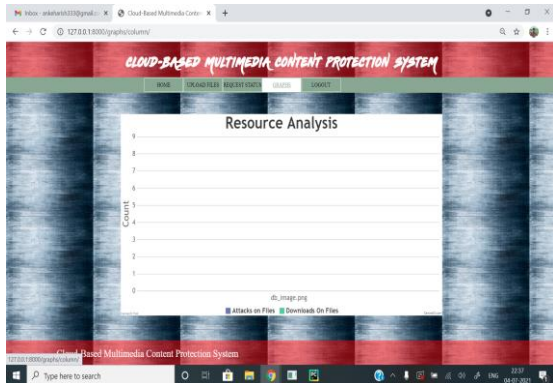 Inbox - ankeharish333@gmail.c
Cloud-Based Multimedia Conten
127.0.0.1:8000/graphs/column/
CLOUD-BASED MULTIMEDIA CONTENT PROTECTION SYSTEM
HOME UPLOAD FILES REQUEST STATUS GRAPHS LOGOUT
Resource Analysis
9
8
7
6
Count
5
4
3
2
1
0
db_image.png
Attacks on Files Downloads On Files
Cloud-Based Multimedia Content Protection System
127.0.0.1:8000/graphs/column/
Type here to search
ENG
22:37
04-07-2021